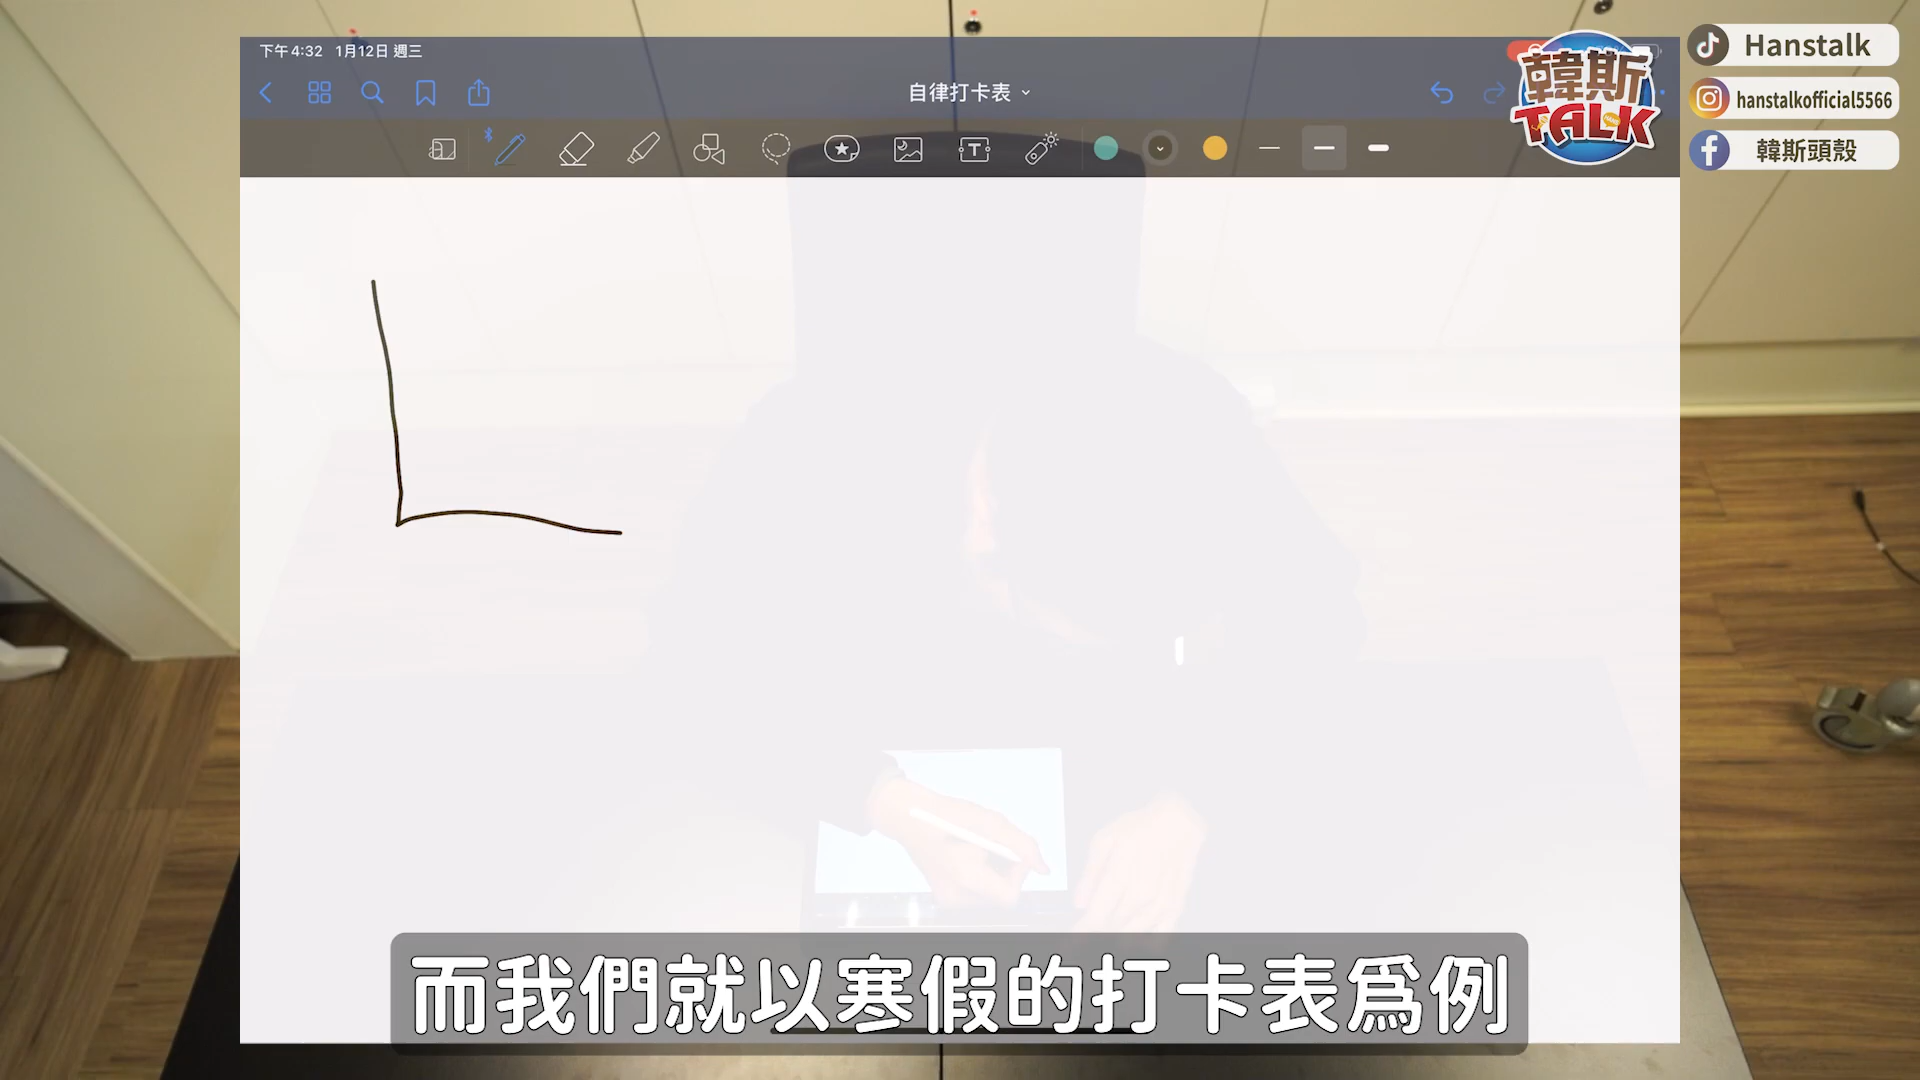 下午4:32 1月12日 週三
自律打卡表
韓斯
TALK
Hanstalk
hanstalkofficial5566
韓斯頭殼
而我們就以寒假的打卡表爲例